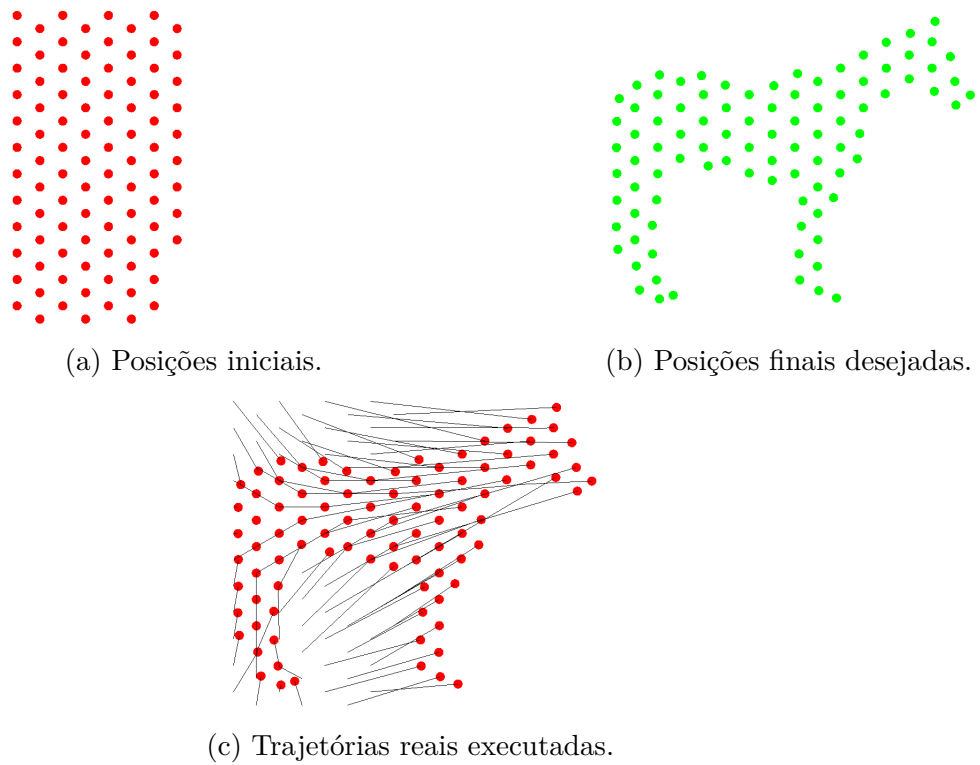 (a) Posições iniciais.
(b) Posições finais desejadas.
(c) Trajetórias reais executadas.